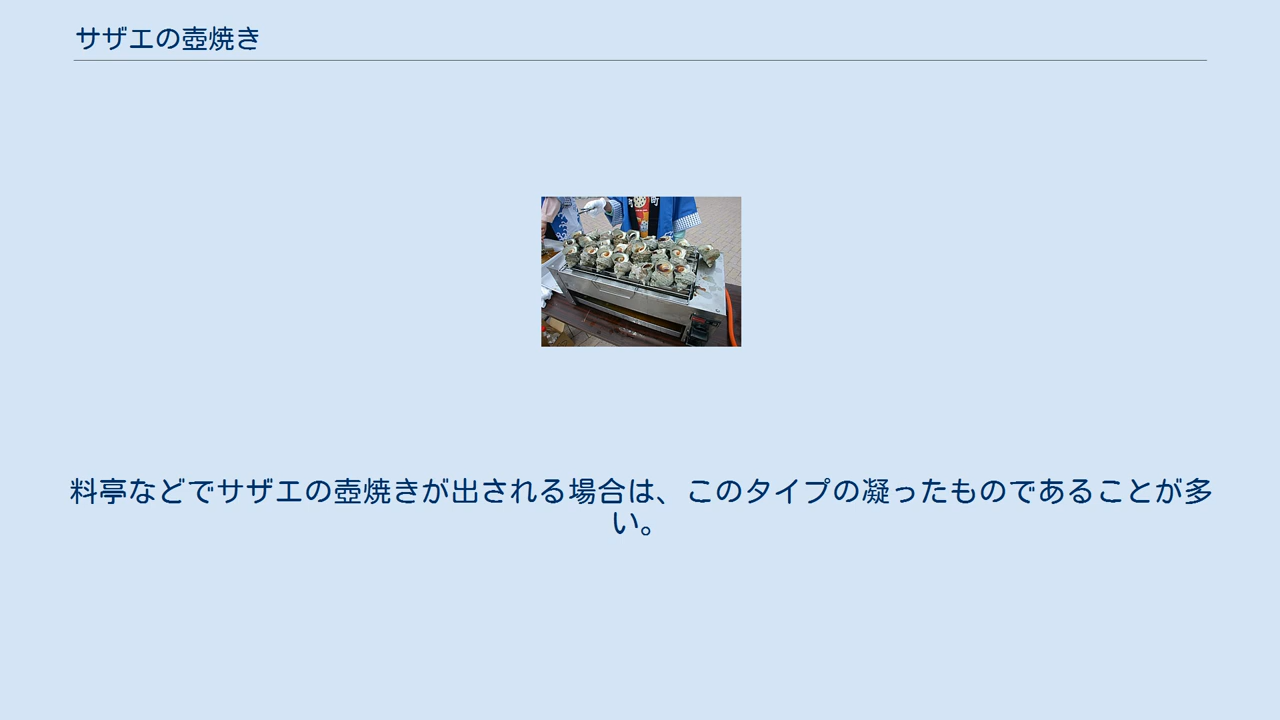 サザエの壺焼き
町
料亭などでサザエの壺焼きが出される場合は、このタイプの凝ったものであることが多
い。